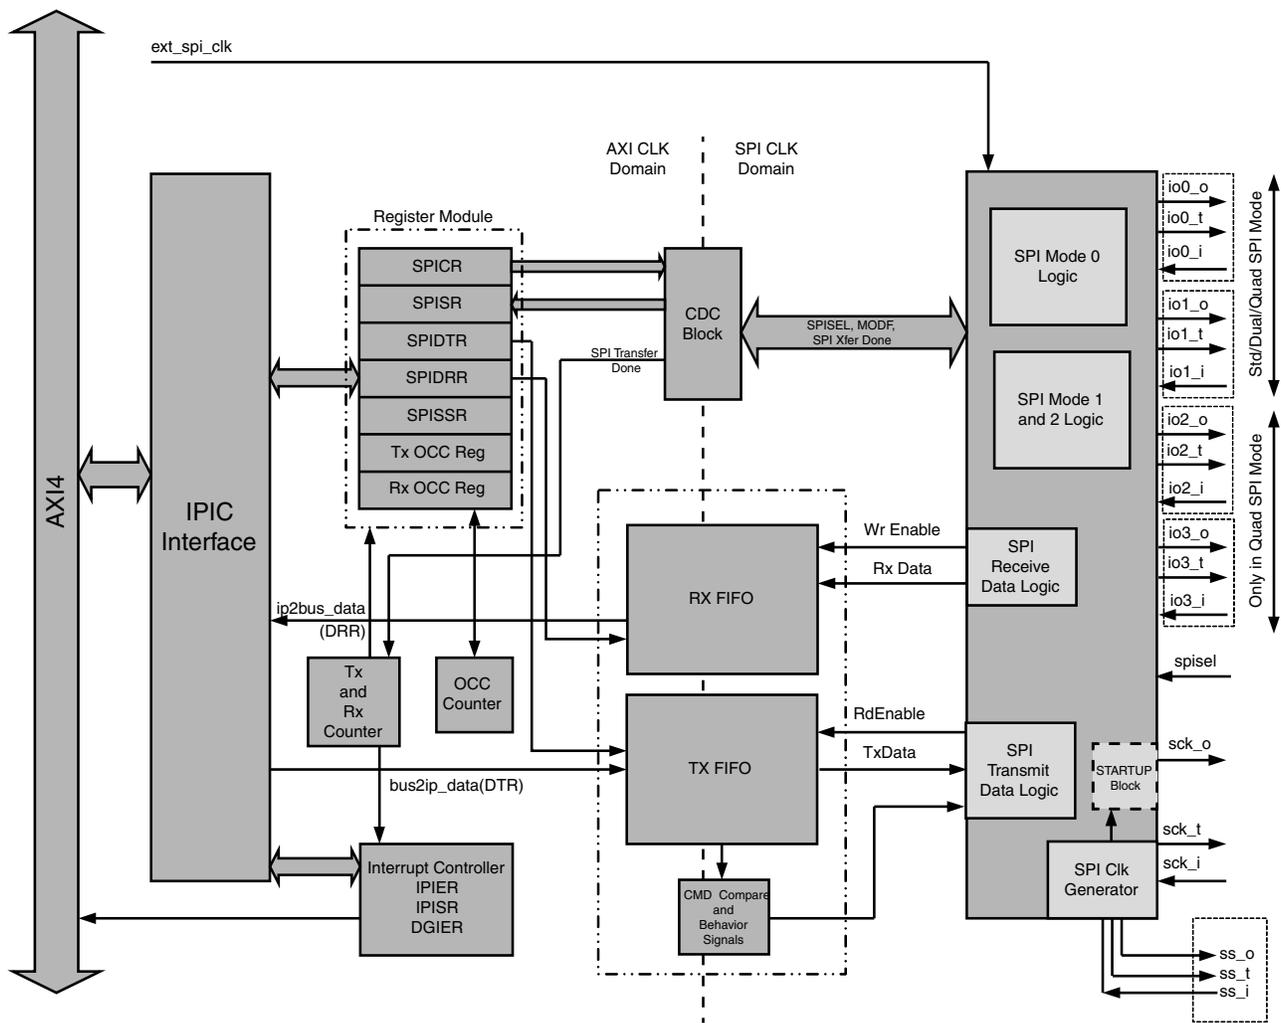 ext_spi_clk
AXI CLK
Domain
SPI CLK
Domain
AXI4
IPIC
Interface
Register Module
SPICR
SPISR
SPIDTR
SPIDRR
SPISSR
Tx OCC Reg
Rx OCC Reg
CDC
Block
SPISEL, MODF,
SPI Xfer Done
SPI Transfer
Done
SPI Mode 0
Logic
SPI Mode 1
and 2 Logic
io0_o
io0_t
io0_i
io1_o
io1_t
io1_i
Std/Dual/Quad SPI Mode
io2_o
io2_t
io2_i
io3_o
io3_t
io3_i
Only in Quad SPI Mode
RX FIFO
Wr Enable
Rx Data
SPI
Receive
Data Logic
ip2bus_data
(DRR)
Tx
and
Rx
Counter
OCC
Counter
spisel
TX FIFO
RdEnable
TxData
SPI
Transmit
Data Logic
STARTUP
Block
sck_o
bus2ip_data(DTR)
sck_t
sck_i
SPI Clk
Generator
Interrupt Controller
IPIER
IPISR
DGIER
CMD Compare
and
Behavior
Signals
ss_o
ss_t
ss_i